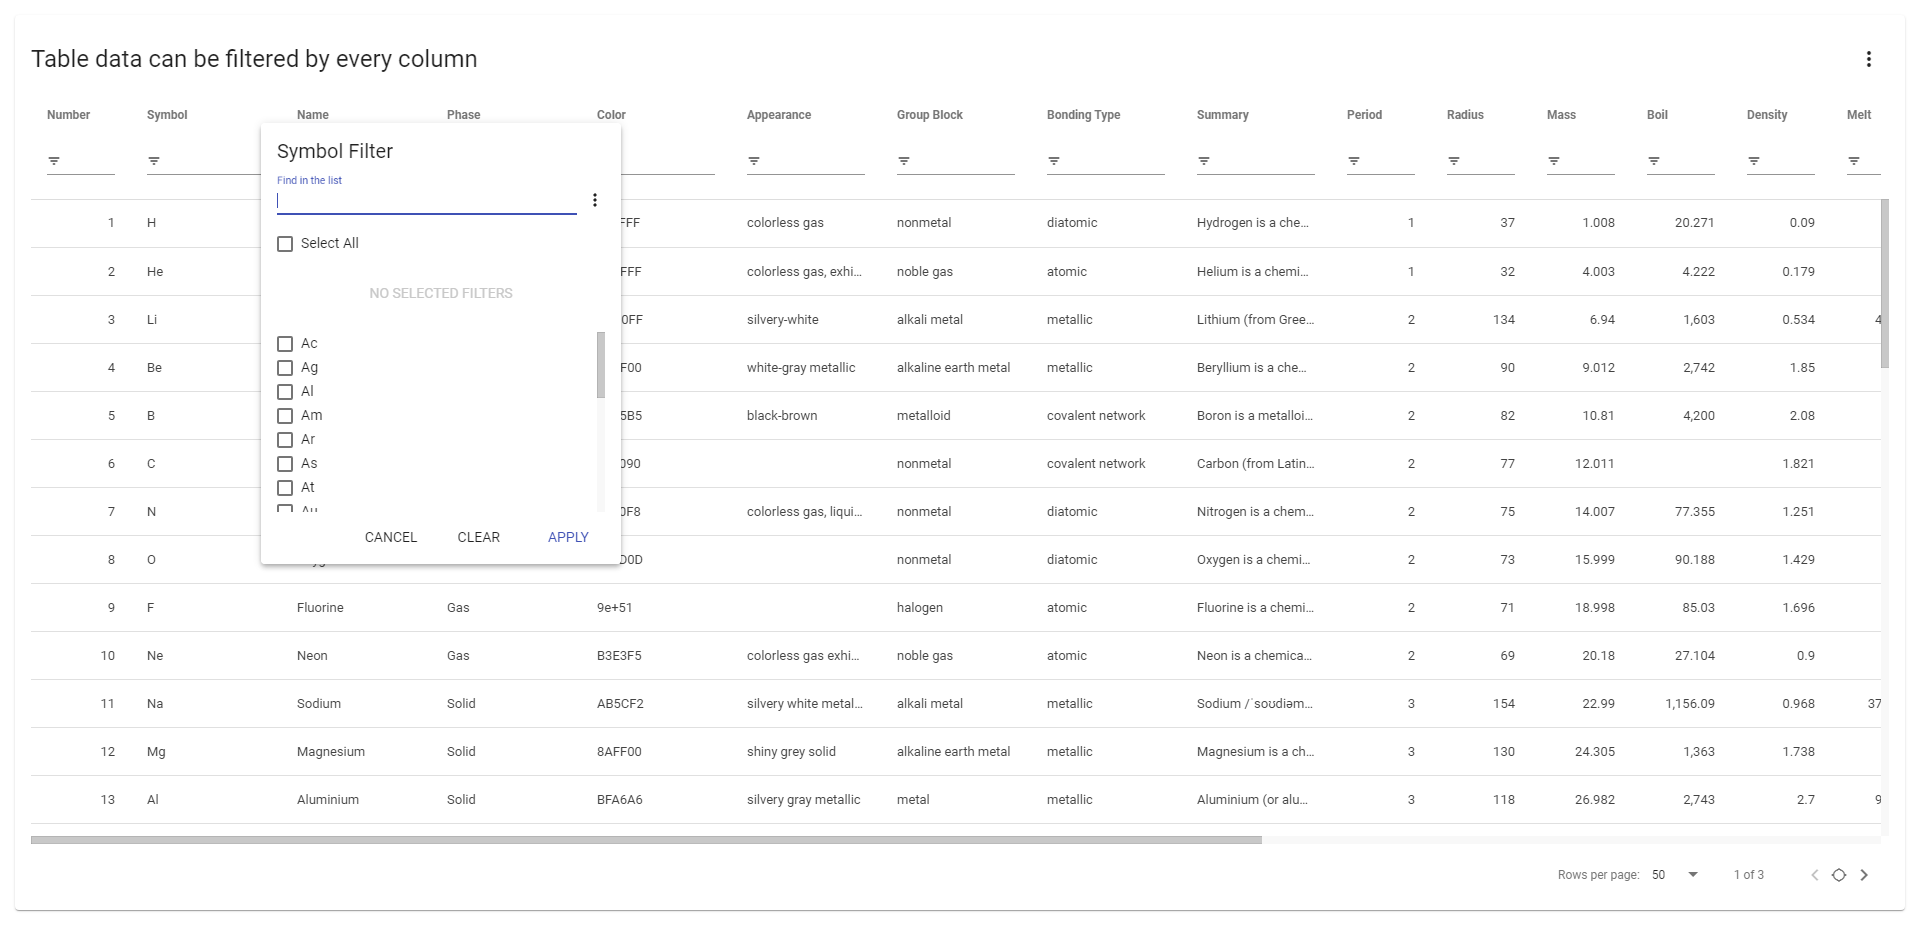 Table data can be filtered by every column
Number Symbol Name Phase Color Appearance Group Block Bonding Type Summary Period Radius Mass Boil Density Melt
Symbol Filter
Find in the list
Select All
NO SELECTED FILTERS
Ac
Ag
Al
Am
Ar
As
At
Au
CANCEL CLEAR APPLY
1 H FFF colorless gas nonmetal diatomic Hydrogen is a che... 1 37 1.008 20.271 0.09
2 He FFF colorless gas, exhi... noble gas atomic Helium is a chemi... 1 32 4.003 4.222 0.179
3 Li 0FF silvery-white alkali metal metallic Lithium (from Gree... 2 134 6.94 1,603 0.534 4
4 Be F00 white-gray metallic alkaline earth metal metallic Beryllium is a che... 2 90 9.012 2,742 1.85
5 B 5B5 black-brown metalloid covalent network Boron is a metalloi... 2 82 10.81 4,200 2.08
6 C 090 nonmetal covalent network Carbon (from Latin... 2 77 12.011 1.821
7 N 0F8 colorless gas, liqui... nonmetal diatomic Nitrogen is a chem... 2 75 14.007 77.355 1.251
8 O D0D nonmetal diatomic Oxygen is a chemi... 2 73 15.999 90.188 1.429
9 F Fluorine Gas 9e+51 halogen atomic Fluorine is a chemi... 2 71 18.998 85.03 1.696
10 Ne Neon Gas B3E3F5 colorless gas exhi... noble gas atomic Neon is a chemica... 2 69 20.18 27.104 0.9
11 Na Sodium Solid AB5CF2 silvery white metal... alkali metal metallic Sodium /ˈsoʊdiəm... 3 154 22.99 1,156.09 0.968 37
12 Mg Magnesium Solid 8AFF00 shiny grey solid alkaline earth metal metallic Magnesium is a ch... 3 130 24.305 1,363 1.738
13 Al Aluminium Solid BFA6A6 silvery gray metallic metal metallic Aluminium (or alu... 3 118 26.982 2,743 2.7 9
Rows per page: 50 1 of 3